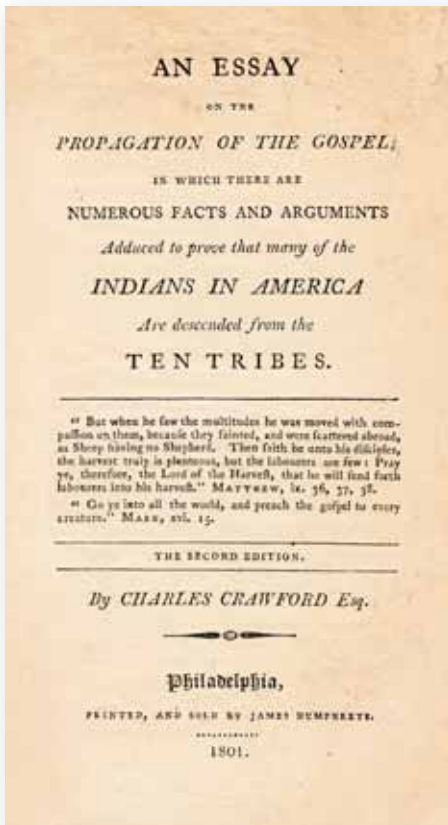 AN ESSAY
ON THE
PROPAGATION OF THE GOSPEL;
IN WHICH THERE ARE
NUMEROUS FACTS AND ARGUMENTS
Adduced to prove that many of the
INDIANS IN AMERICA
Are descended from the
TEN TRIBES.
" But when he ſaw the multitudes he was moved with com-
paſſion on them, becauſe they fainted, and were ſcattered abroad,
as Sheep having no Shepherd. Then ſaith he unto his diſciples,
the harveſt truly is plenteous, but the labourers are few: Pray
ye, therefore, the Lord of the Harveſt, that he will ſend forth
labourers into his harveſt." MATTHEW, ix. 36, 37, 38.
" Go ye into all the world, and preach the goſpel to every
creature." MARK, xvi. 15.
THE SECOND EDITION.
By CHARLES CRAWFORD Esq.
Philadelphia,
PRINTED, AND SOLD BY JAMES HUMPHREYS.
1801.